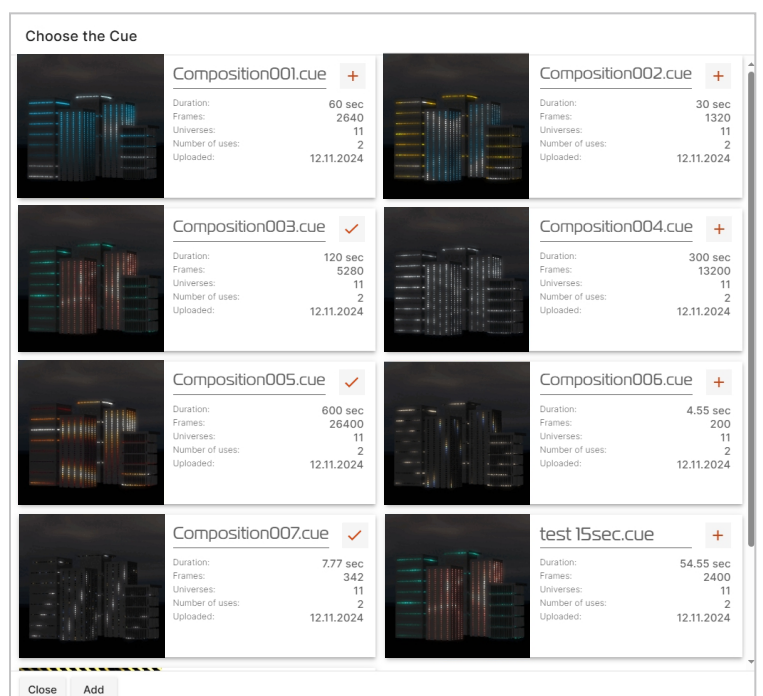 Choose the Cue
Composition001.cue
Duration: 60 sec
Frames: 2640
Universes: 11
Number of uses: 2
Uploaded: 12.11.2024
Composition002.cue
Duration: 30 sec
Frames: 1320
Universes: 11
Number of uses: 2
Uploaded: 12.11.2024
Composition003.cue
Duration: 120 sec
Frames: 5280
Universes: 11
Number of uses: 2
Uploaded: 12.11.2024
Composition004.cue
Duration: 300 sec
Frames: 13200
Universes: 11
Number of uses: 2
Uploaded: 12.11.2024
Composition005.cue
Duration: 600 sec
Frames: 26400
Universes: 11
Number of uses: 2
Uploaded: 12.11.2024
Composition006.cue
Duration: 4.55 sec
Frames: 200
Universes: 11
Number of uses: 2
Uploaded: 12.11.2024
Composition007.cue
Duration: 7.77 sec
Frames: 342
Universes: 11
Number of uses: 2
Uploaded: 12.11.2024
test 15sec.cue
Duration: 54.55 sec
Frames: 2400
Universes: 11
Number of uses: 2
Uploaded: 12.11.2024
Close Add